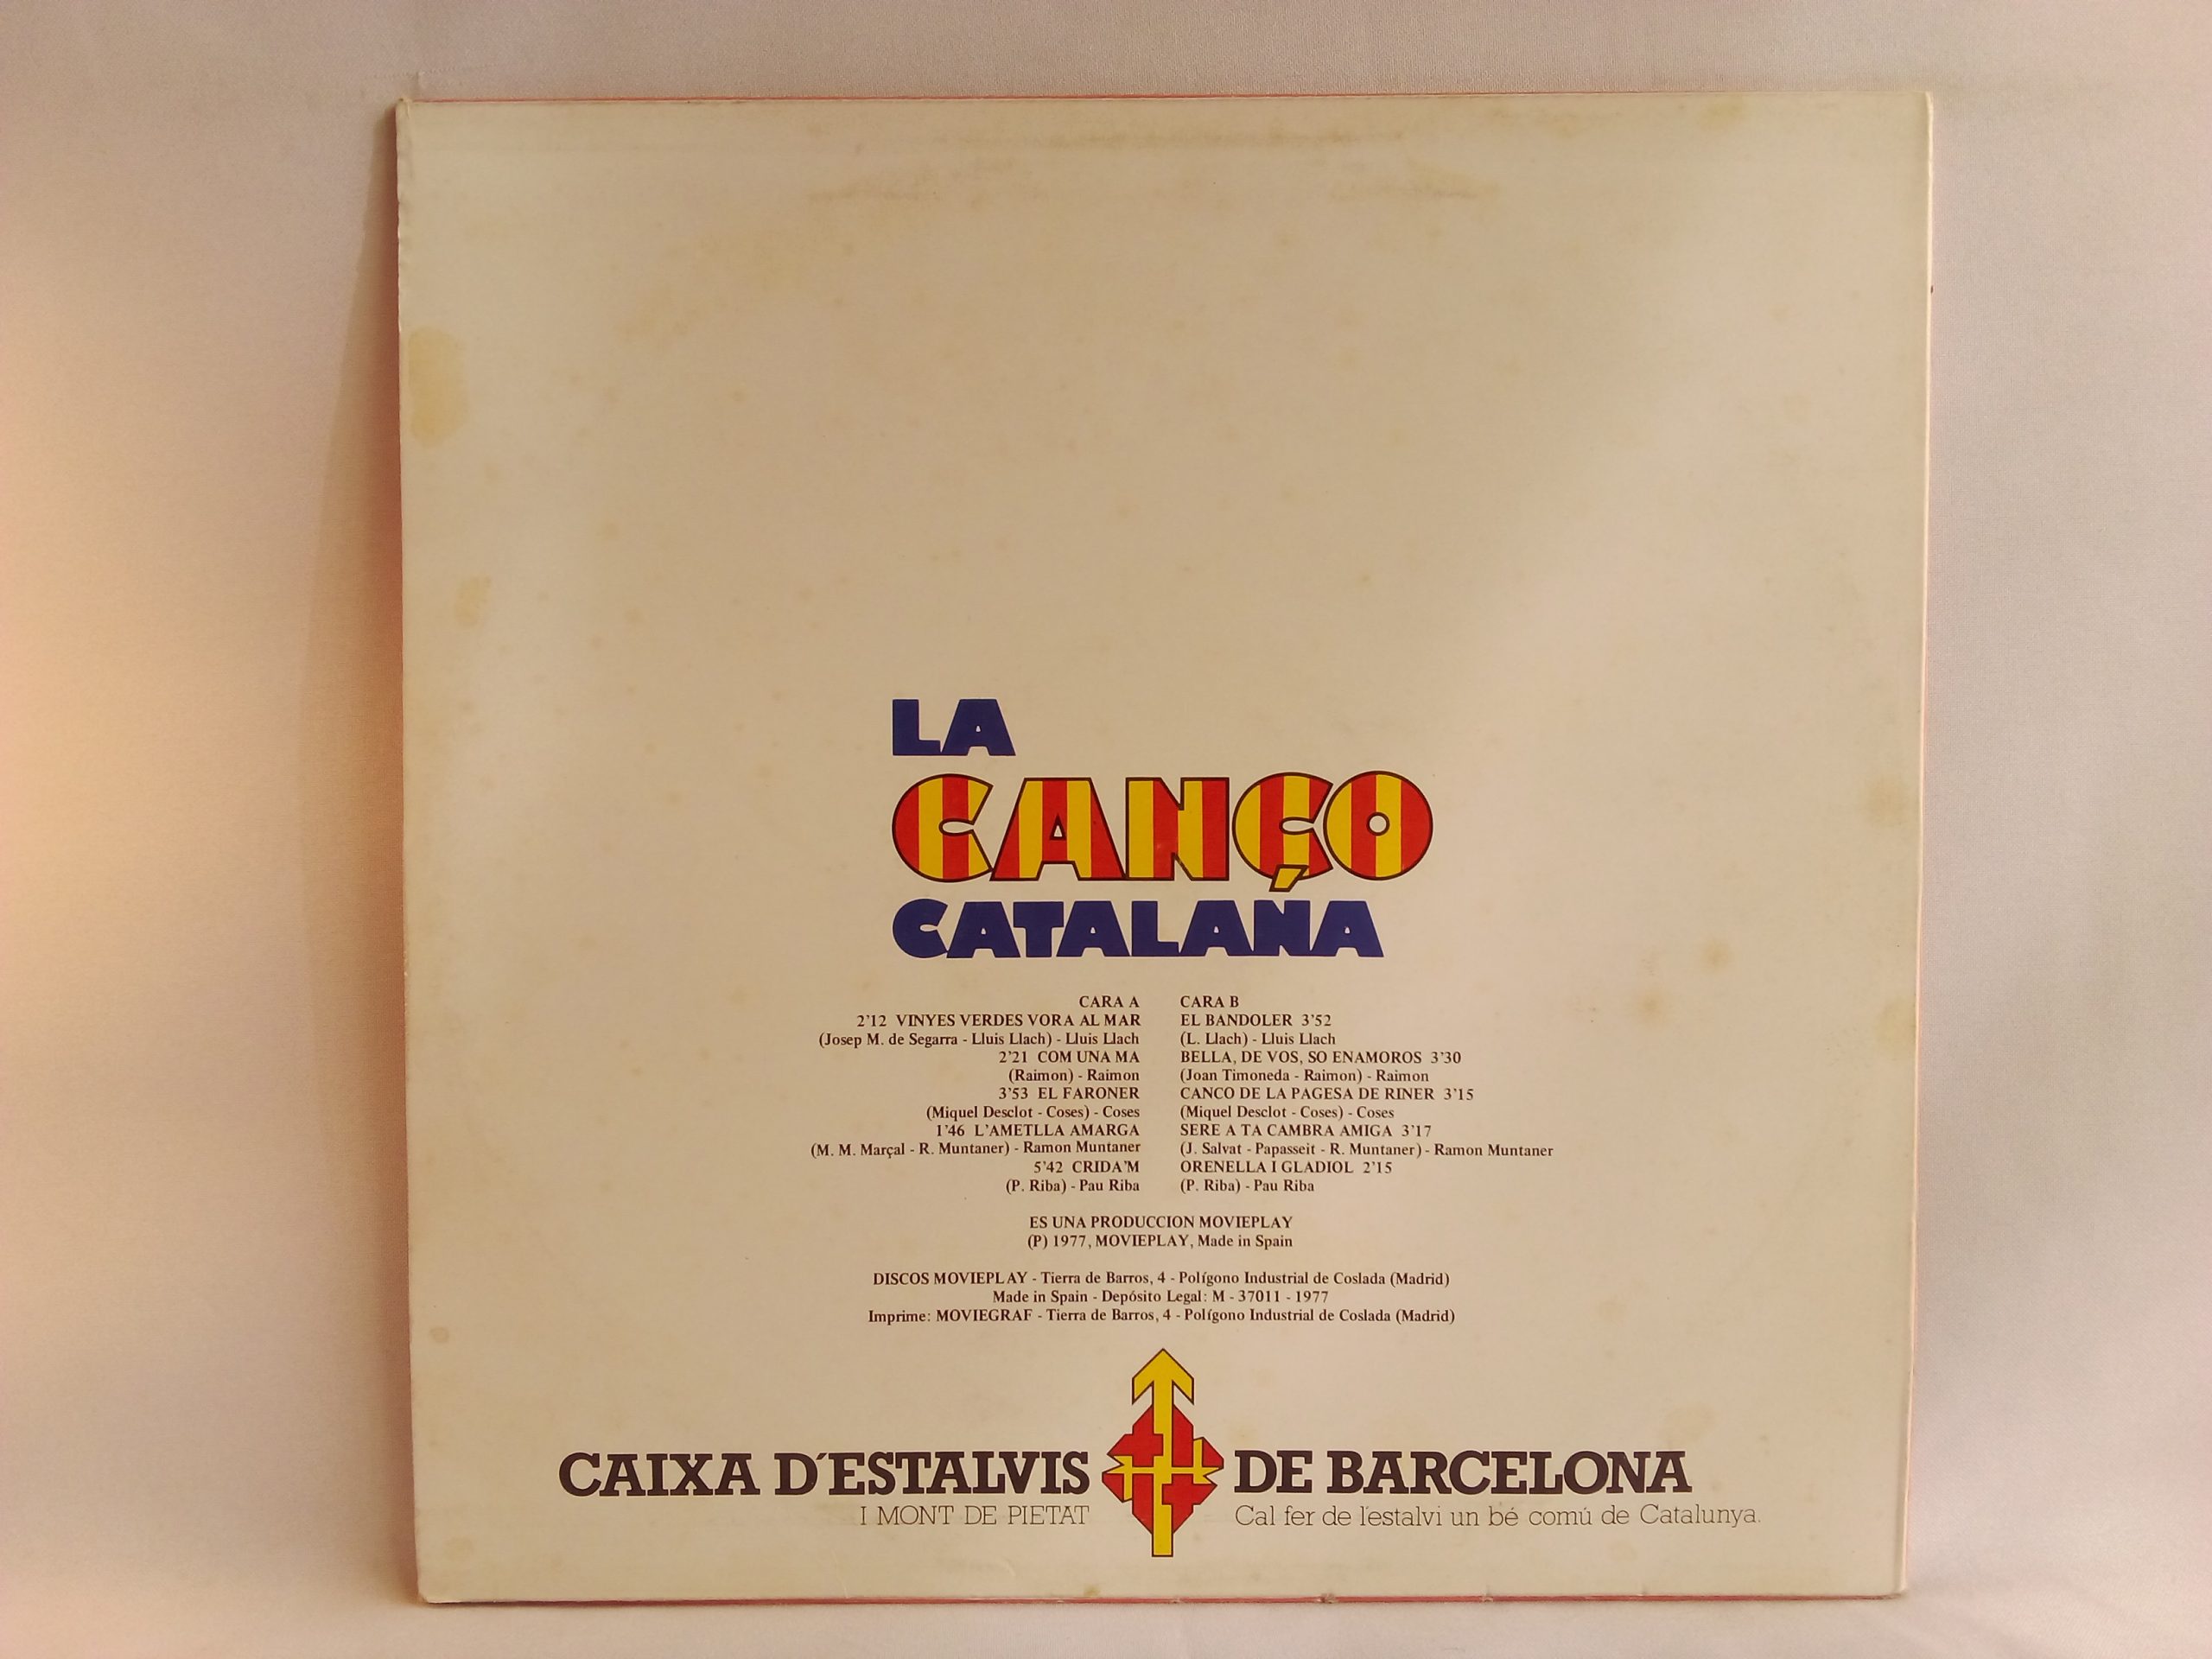 LA
CANÇO
CATALANA
CARA A
2'12 VINYES VERDES VORA AL MAR
(Josep M. de Segarra - Lluis Llach) - Lluis Llach
2'21 COM UNA MA
(Raimon) - Raimon
3'53 EL FARONER
(Miquel Desclot - Coses) - Coses
1'46 L'AMETLLA AMARGA
(M. M. Marçal - R. Muntaner) - Ramon Muntaner
5'42 CRIDA'M
(P. Riba) - Pau Riba
CARA B
EL BANDOLER 3'52
(L. Llach) - Lluis Llach
BELLA, DE VOS, SO ENAMOROS 3'30
(Joan Timoneda - Raimon) - Raimon
CANCO DE LA PAGESA DE RINER 3'15
(Miquel Desclot - Coses) - Coses
SERE A TA CAMBRA AMIGA 3'17
(J. Salvat - Papasseit - R. Muntaner) - Ramon Muntaner
ORENELLA I GLADIOL 2'15
(P. Riba) - Pau Riba
ES UNA PRODUCCION MOVIEPLAY
(P) 1977, MOVIEPLAY, Made in Spain
DISCOS MOVIEPLAY - Tierra de Barros, 4 - Polígono Industrial de Coslada (Madrid)
Made in Spain - Depósito Legal: M - 37011 - 1977
Imprime: MOVIEGRAF - Tierra de Barros, 4 - Polígono Industrial de Coslada (Madrid)
CAIXA D'ESTALVIS DE BARCELONA
I MONT DE PIETAT
Cal fer de l'estalvi un bé comú de Catalunya.